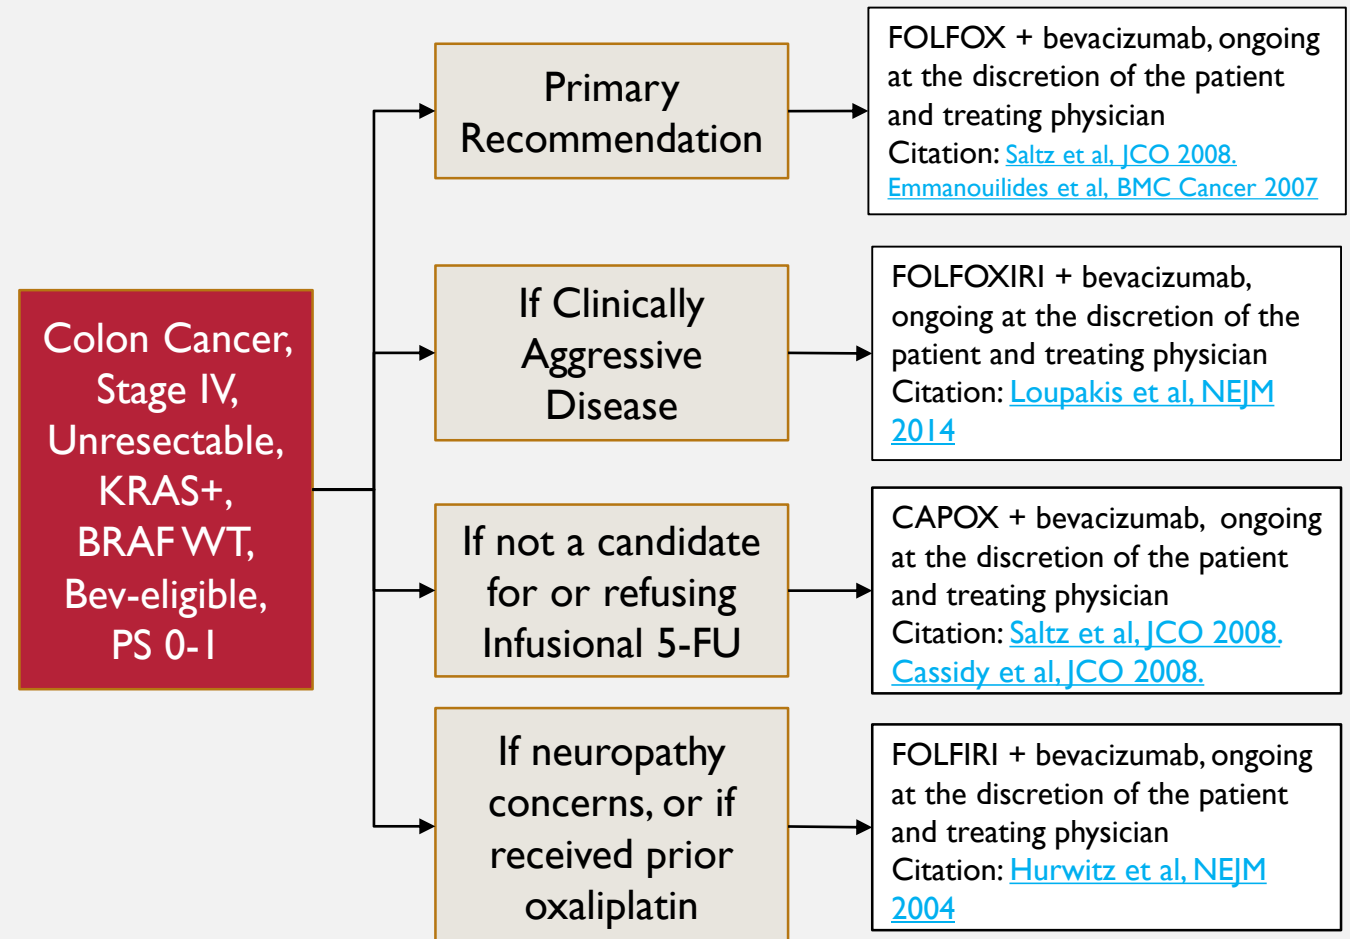 Colon Cancer,
Stage IV,
Unresectable,
KRAS+,
BRAF WT,
Bev-eligible,
PS 0-1
Primary
Recommendation
FOLFOX + bevacizumab, ongoing
at the discretion of the patient
and treating physician
Citation: Saltz et al, JCO 2008.
Emmanouilides et al, BMC Cancer 2007
If Clinically
Aggressive
Disease
FOLFOXIRI + bevacizumab,
ongoing at the discretion of the
patient and treating physician
Citation: Loupakis et al, NEJM
2014
If not a candidate
for or refusing
Infusional 5-FU
CAPOX + bevacizumab, ongoing
at the discretion of the patient
and treating physician
Citation: Saltz et al, JCO 2008.
Cassidy et al, JCO 2008.
If neuropathy
concerns, or if
received prior
oxaliplatin
FOLFIRI + bevacizumab, ongoing
at the discretion of the patient
and treating physician
Citation: Hurwitz et al, NEJM
2004